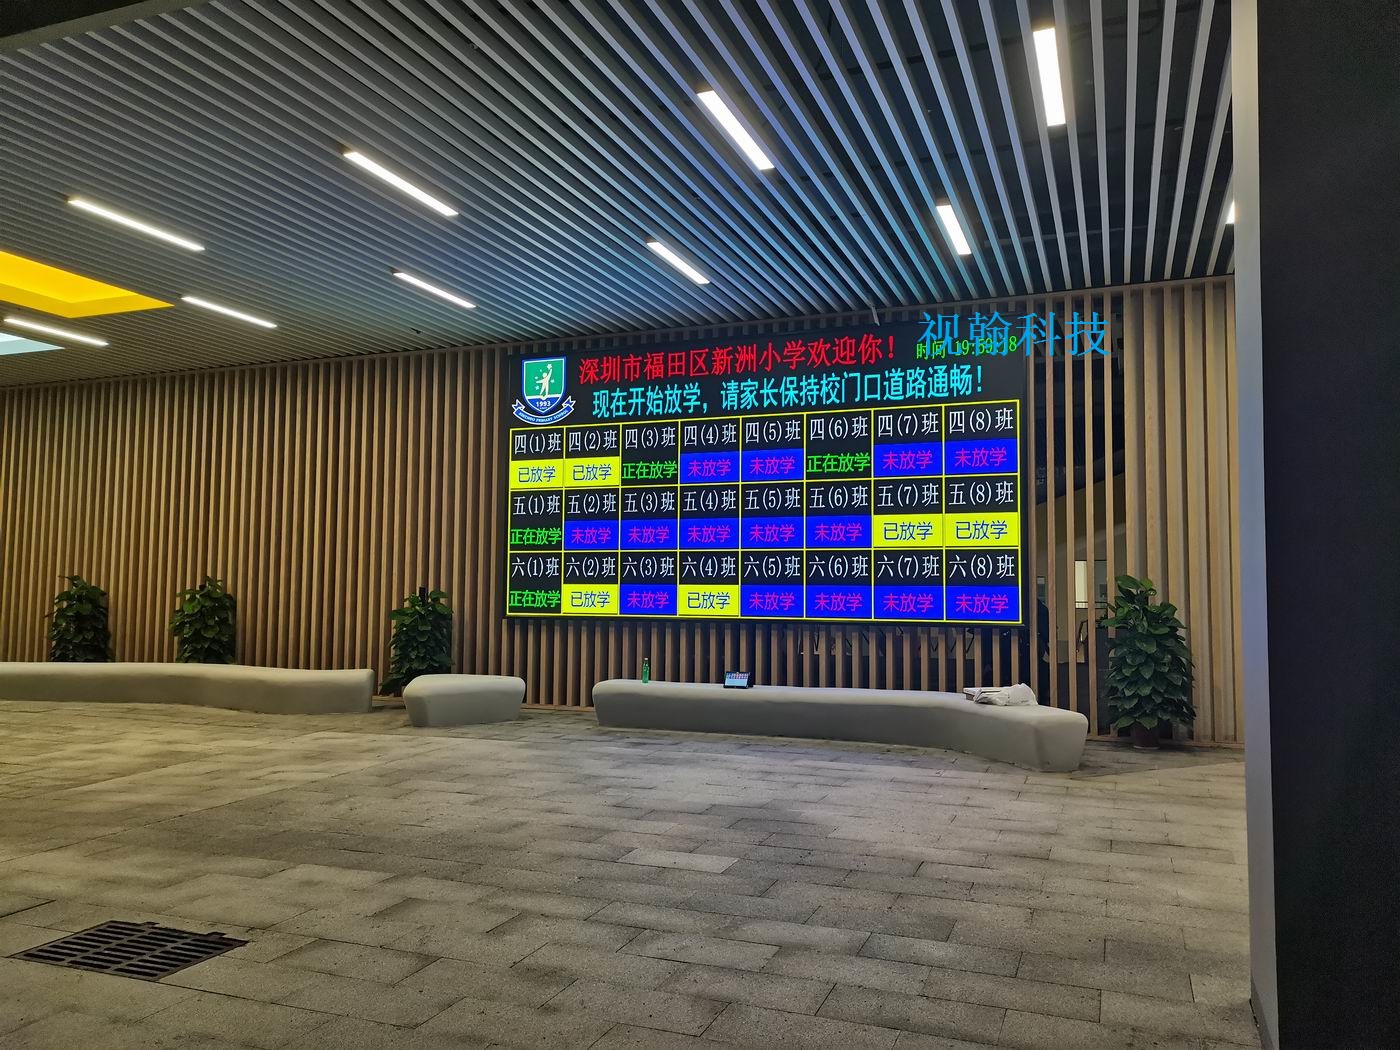 视翰科技
深圳市福田区新洲小学欢迎你！
时间
现在开始放学，请家长保持校门口道路通畅！
1993
四(1)班 四(2)班 四(3)班 四(4)班 四(5)班 四(6)班 四(7)班 四(8)班
已放学 已放学 正在放学 未放学 未放学 正在放学 未放学 未放学
五(1)班 五(2)班 五(3)班 五(4)班 五(5)班 五(6)班 五(7)班 五(8)班
正在放学 未放学 未放学 未放学 未放学 未放学 已放学 已放学
六(1)班 六(2)班 六(3)班 六(4)班 六(5)班 六(6)班 六(7)班 六(8)班
正在放学 已放学 未放学 已放学 未放学 未放学 未放学 未放学